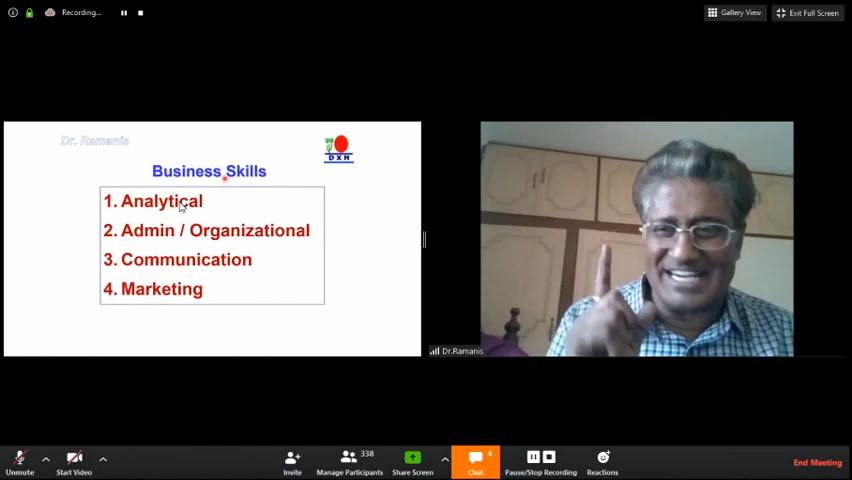 Recording...
Gallery View
Exit Full Screen
Dr. Ramanis
DXN
Business Skills
1. Analytical
2. Admin / Organizational
3. Communication
4. Marketing
Dr.Ramanis
Unmute
Start Video
Invite
338
Manage Participants
Share Screen
4
Chat
Pause/Stop Recording
Reactions
End Meeting